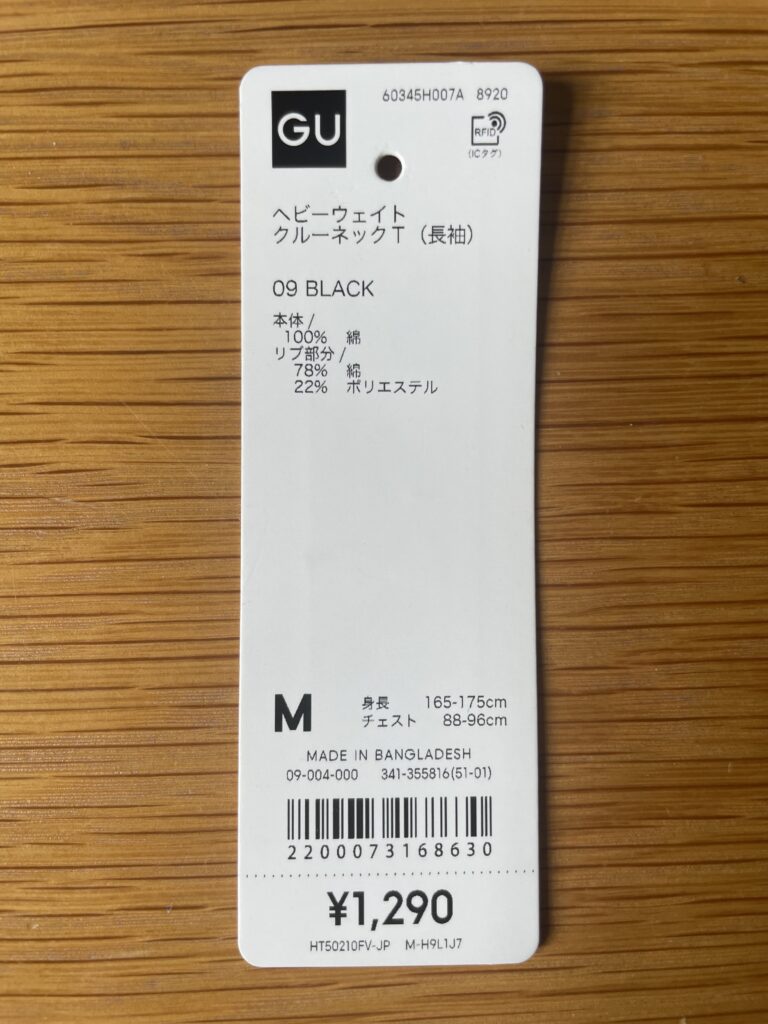 GU
60345H007A 8920
RFID
(ICタグ)
ヘビーウェイト
クルーネックT（長袖）
09 BLACK
本体/
100% 綿
リブ部分/
78% 綿
22% ポリエステル
M
身長 165-175cm
チェスト 88-96cm
MADE IN BANGLADESH
09-004-000 341-355816(51-01)
2200073168630
¥1,290
HT50210FV-JP M-H9L1J7